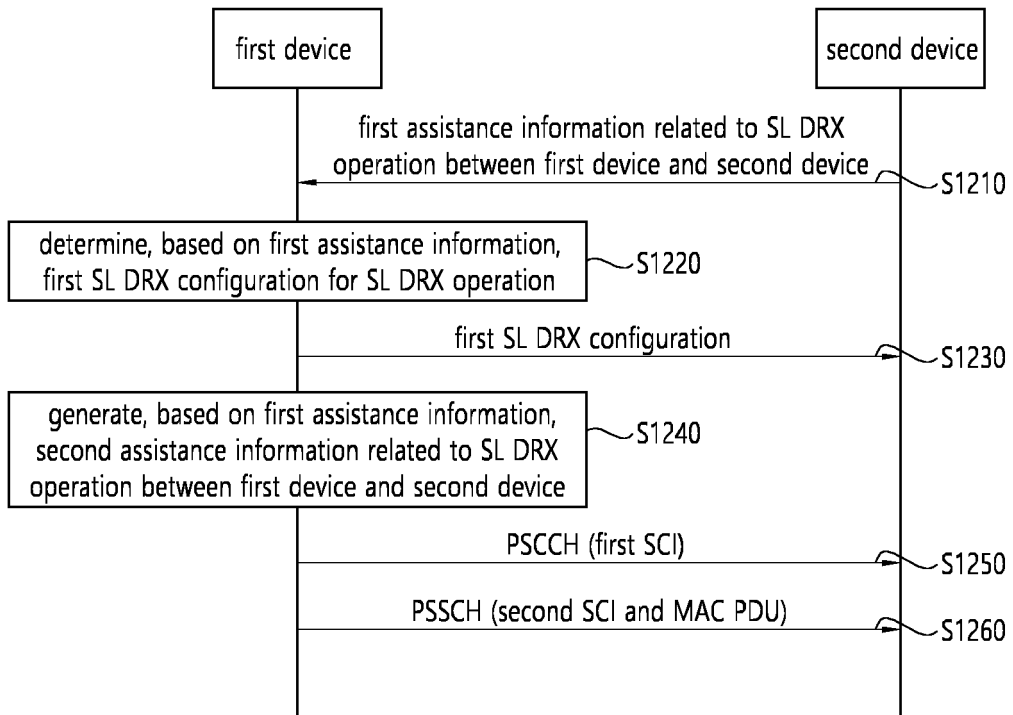 first device
second device
first assistance information related to SL DRX
operation between first device and second device
S1210
determine, based on first assistance information,
first SL DRX configuration for SL DRX operation
S1220
first SL DRX configuration
S1230
generate, based on first assistance information,
second assistance information related to SL DRX
operation between first device and second device
S1240
PSCCH (first SCI)
S1250
PSSCH (second SCI and MAC PDU)
S1260